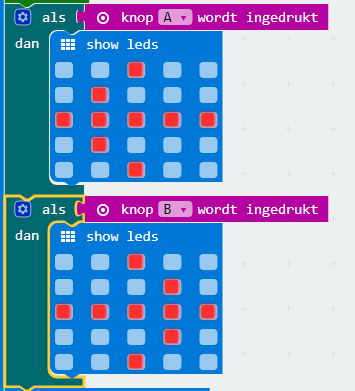 als knop A wordt ingedrukt
dan show leds
als knop B wordt ingedrukt
dan show leds